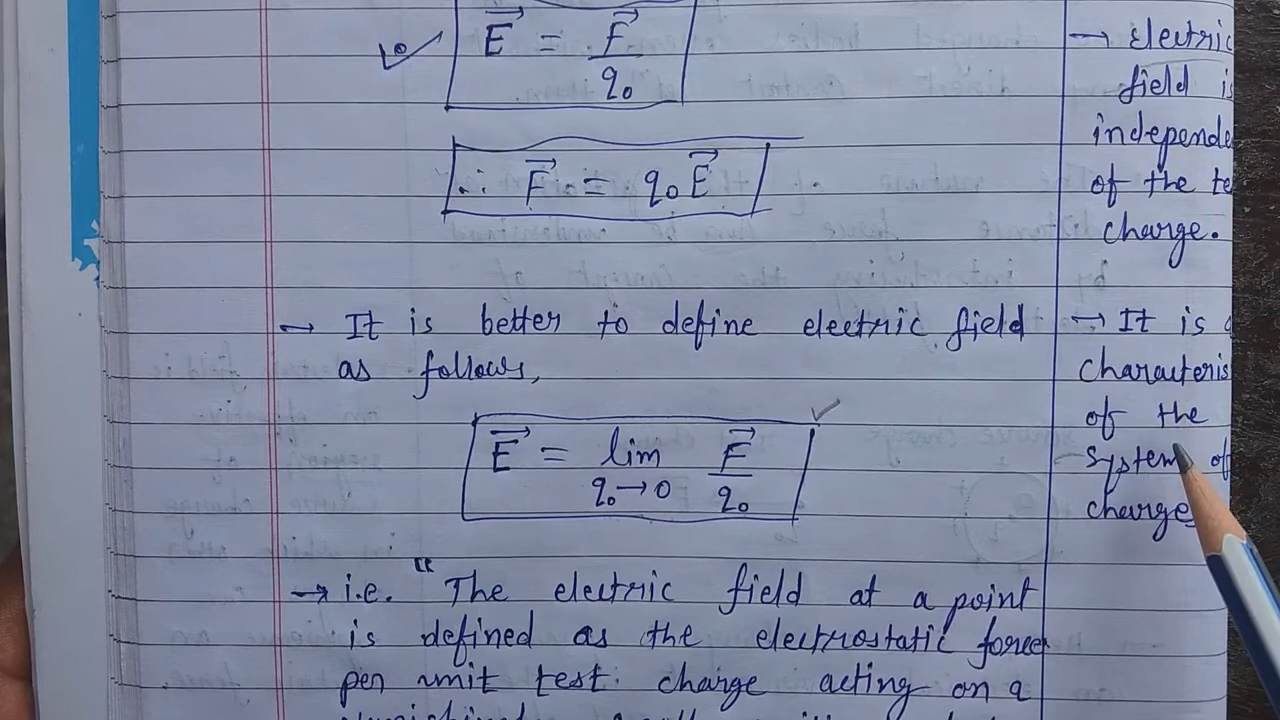 E⃗ = F⃗ / q₀
∴ F⃗ = q₀ E⃗
→ It is better to define electric field
as follows,
E⃗ = lim q₀→0 F⃗ / q₀
→ i.e. "The electric field at a point
is defined as the electrostatic force
per unit test charge acting on a
→ Electric
field is
independe
of the te
charge.
→ It is
characteris
of the
system of
charge